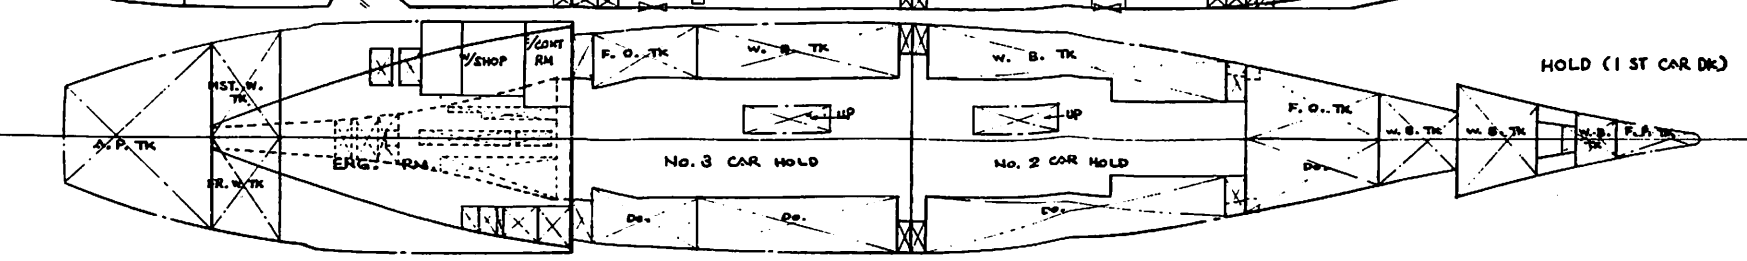 HOLD (1 ST CAR DK)
A. P. TK
DIST. W. TK
FR. W. TK
ENG. RM.
W/SHOP
E/CONT RM
F. O. TK
W. B. TK
W. B. TK
UP
UP
No. 3 CAR HOLD
No. 2 CAR HOLD
Do.
Do.
Do.
F. O. TK
Do.
W. B. TK
W. B. TK
W. B. TK
F. P. TK